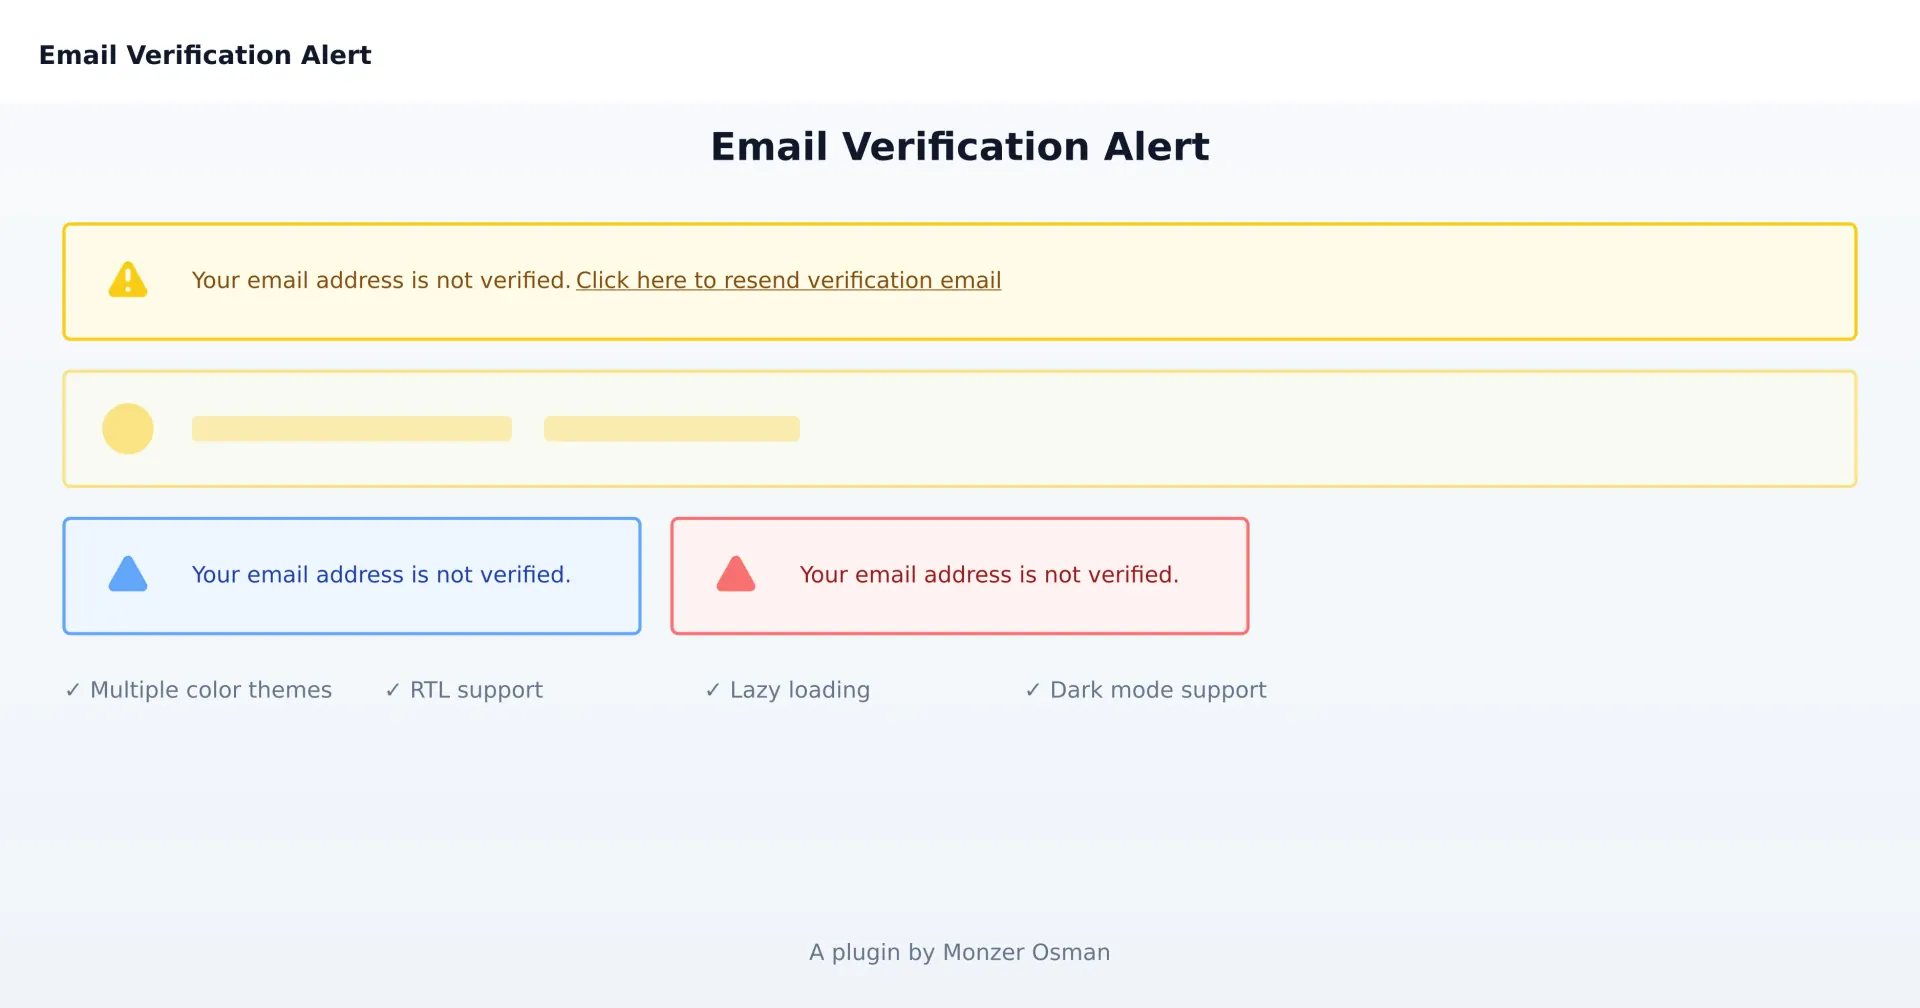 Email Verification Alert
Email Verification Alert
Your email address is not verified. Click here to resend verification email
Your email address is not verified.
Your email address is not verified.
✓ Multiple color themes
✓ RTL support
✓ Lazy loading
✓ Dark mode support
A plugin by Monzer Osman